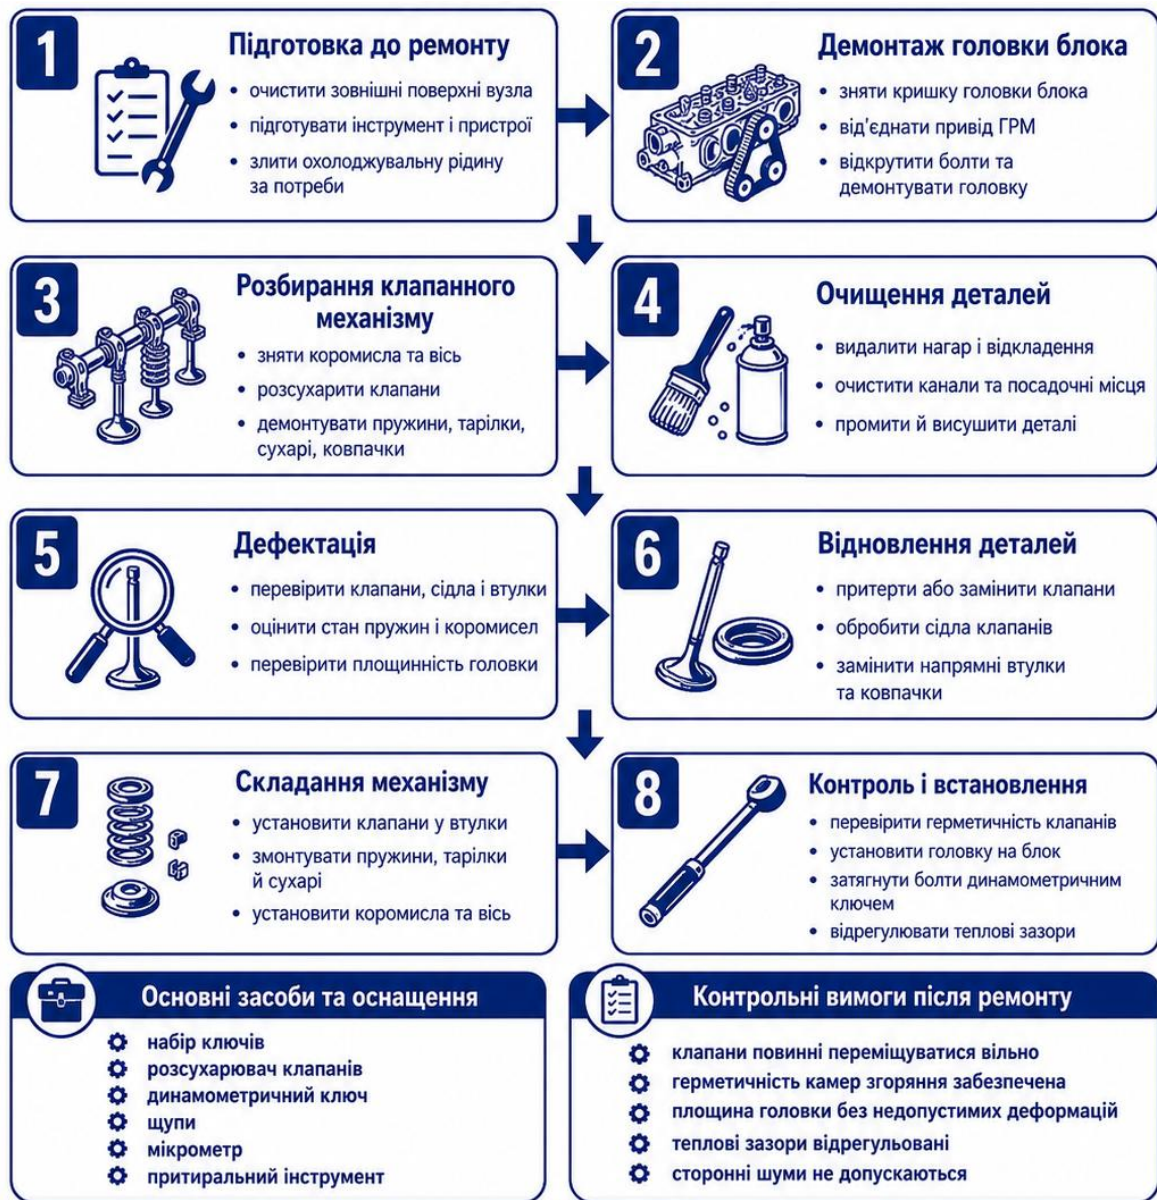 1
Підготовка до ремонту
• очистити зовнішні поверхні вузла
• підготувати інструмент і пристрої
• злити охолоджувальну рідину
за потреби
2
Демонтаж головки блока
• зняти кришку головки блока
• від'єднати привід ГРМ
• відкрутити болти та
демонтувати головку
3
Розбирання клапанного
механізму
• зняти коромисла та вісь
• розсухарити клапани
• демонтувати пружини, тарілки,
сухарі, ковпачки
4
Очищення деталей
• видалити нагар і відкладення
• очистити канали та посадочні місця
• промити й висушити деталі
5
Дефектація
• перевірити клапани, сідла і втулки
• оцінити стан пружин і коромисел
• перевірити площинність головки
6
Відновлення деталей
• притерти або замінити клапани
• обробити сідла клапанів
• замінити напрямні втулки
та ковпачки
7
Складання механізму
• установити клапани у втулки
• змонтувати пружини, тарілки
й сухарі
• установити коромисла та вісь
8
Контроль і встановлення
• перевірити герметичність клапанів
• установити головку на блок
• затягнути болти динамометричним
ключем
• відрегулювати теплові зазори
Основні засоби та оснащення
набір ключів
розсухарювач клапанів
динамометричний ключ
щупи
мікрометр
притиральний інструмент
Контрольні вимоги після ремонту
клапани повинні переміщуватися вільно
герметичність камер згоряння забезпечена
площина головки без недопустимих деформацій
теплові зазори відрегульовані
сторонні шуми не допускаються